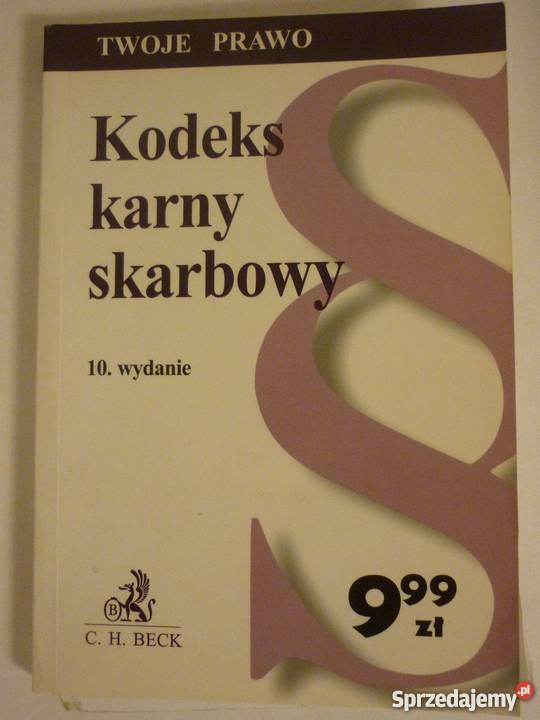 TWOJE PRAWO
Kodeks
karny
skarbowy
10. wydanie
9 99
zł
B
C. H. BECK
Sprzedajemy.pl